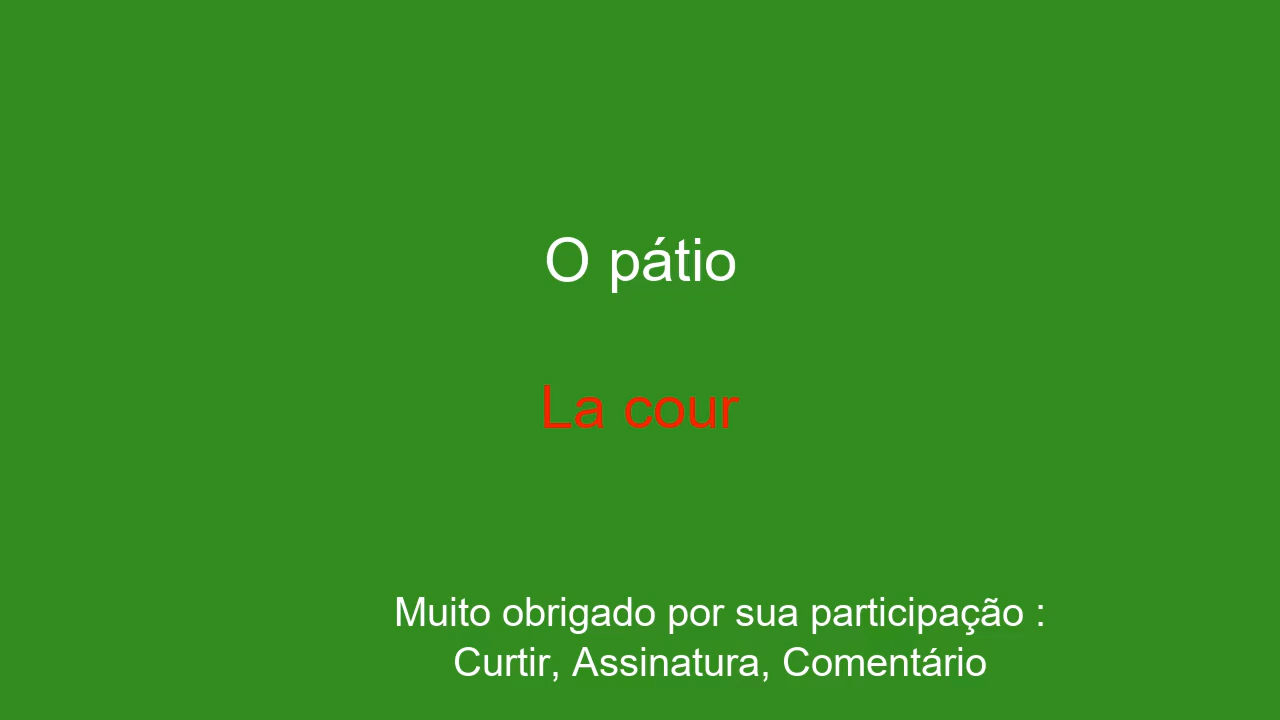 O pátio
La cour
Muito obrigado por sua participação :
Curtir, Assinatura, Comentário